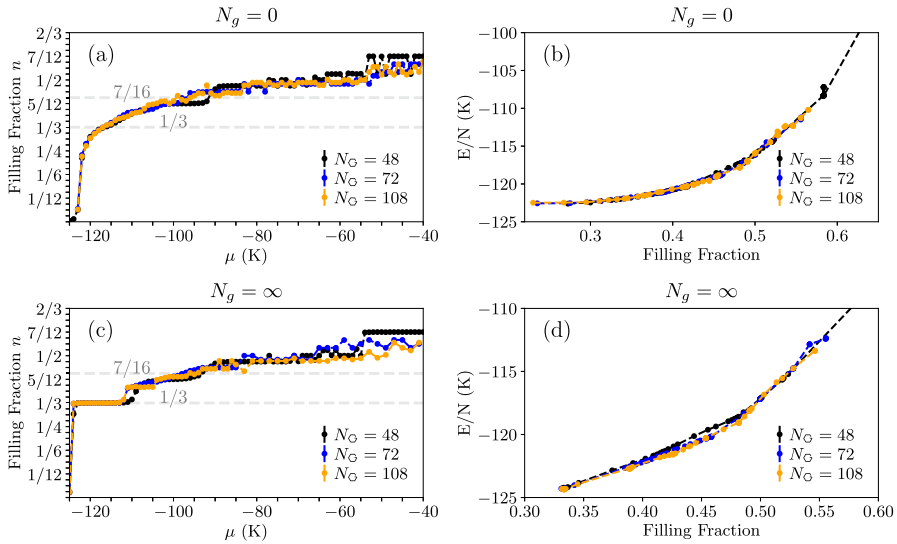 N_g = 0
(a)
Filling Fraction n
2/3
7/12
1/2
5/12
1/3
1/4
1/6
1/12
7/16
1/3
N_⌬ = 48
N_⌬ = 72
N_⌬ = 108
−120 −100 −80 −60 −40
μ (K)
N_g = 0
(b)
E/N (K)
−100
−105
−110
−115
−120
−125
N_⌬ = 48
N_⌬ = 72
N_⌬ = 108
0.3 0.4 0.5 0.6
Filling Fraction
N_g = ∞
(c)
Filling Fraction n
2/3
7/12
1/2
5/12
1/3
1/4
1/6
1/12
7/16
1/3
N_⌬ = 48
N_⌬ = 72
N_⌬ = 108
−120 −100 −80 −60 −40
μ (K)
N_g = ∞
(d)
E/N (K)
−110
−115
−120
−125
N_⌬ = 48
N_⌬ = 72
N_⌬ = 108
0.30 0.35 0.40 0.45 0.50 0.55 0.60
Filling Fraction